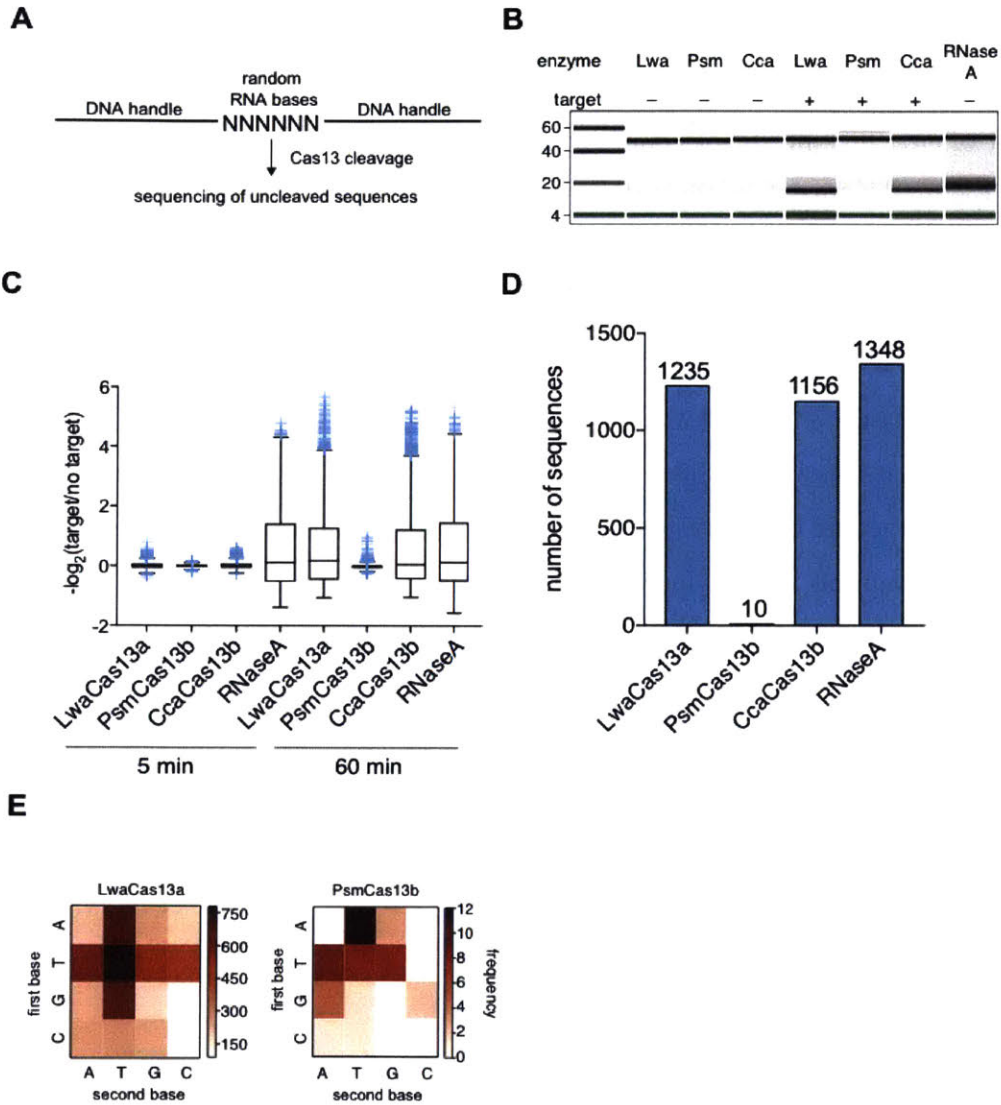 A
random
RNA bases
DNA handle
NNNNNN
DNA handle
Cas13 cleavage
sequencing of uncleaved sequences
B
enzyme Lwa Psm Cca Lwa Psm Cca RNase A
target − − − + + + −
60
40
20
4
C
-log2(target/no target)
6
4
2
0
-2
LwaCas13a
PsmCas13b
CcaCas13b
RNaseA
LwaCas13a
PsmCas13b
CcaCas13b
RNaseA
5 min
60 min
D
number of sequences
1500
1000
500
0
1235
10
1156
1348
LwaCas13a
PsmCas13b
CcaCas13b
RNaseA
E
LwaCas13a
first base
A
T
G
C
A T G C
second base
750
600
450
300
150
PsmCas13b
first base
A
T
G
C
A T G C
second base
12
10
8
6
4
2
0
frequency